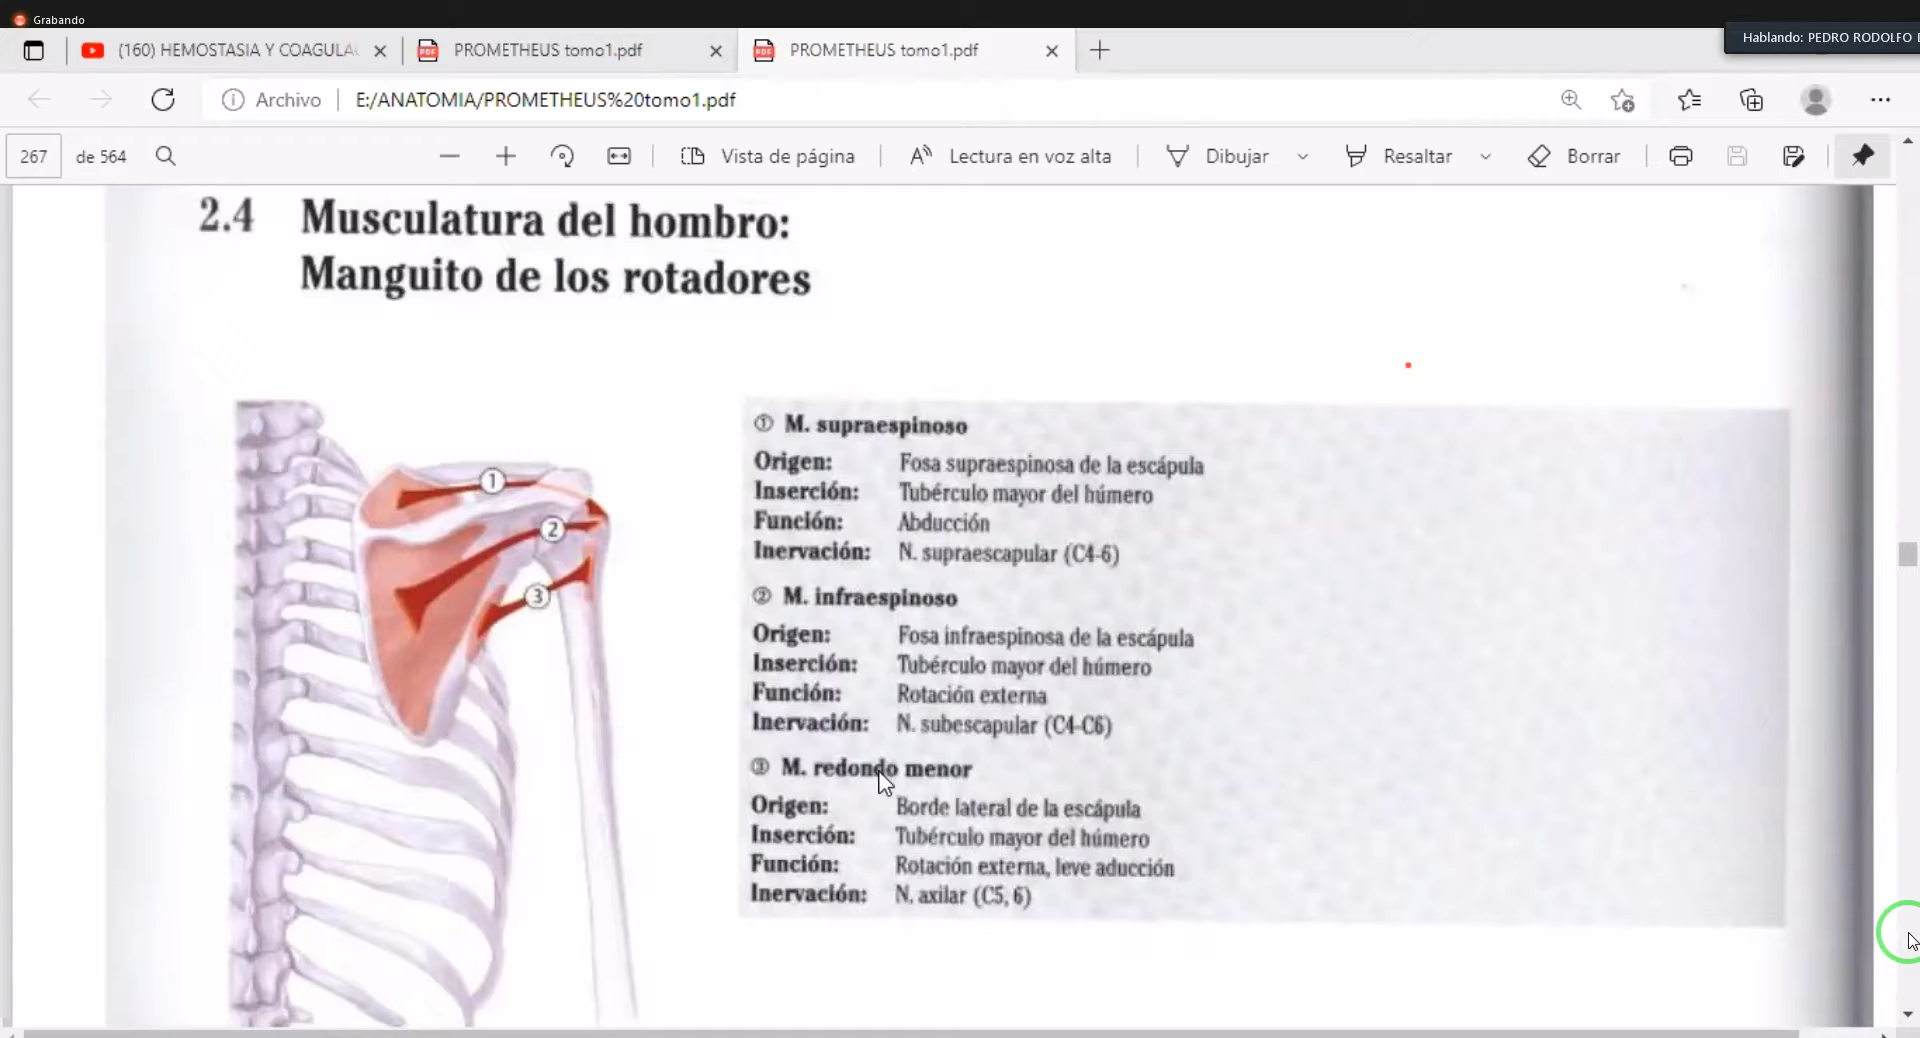 Grabando
(160) HEMOSTASIA Y COAGULA
PROMETHEUS tomo1.pdf
PROMETHEUS tomo1.pdf
Hablando: PEDRO RODOLFO
Archivo
E:/ANATOMIA/PROMETHEUS%20tomo1.pdf
267 de 564
Vista de página
Lectura en voz alta
Dibujar
Resaltar
Borrar
2.4 Musculatura del hombro:
Manguito de los rotadores
1
2
3
① M. supraespinoso
Origen: Fosa supraespinosa de la escápula
Inserción: Tubérculo mayor del húmero
Función: Abducción
Inervación: N. supraescapular (C4-6)
② M. infraespinoso
Origen: Fosa infraespinosa de la escápula
Inserción: Tubérculo mayor del húmero
Función: Rotación externa
Inervación: N. subescapular (C4-C6)
③ M. redondo menor
Origen: Borde lateral de la escápula
Inserción: Tubérculo mayor del húmero
Función: Rotación externa, leve aducción
Inervación: N. axilar (C5, 6)